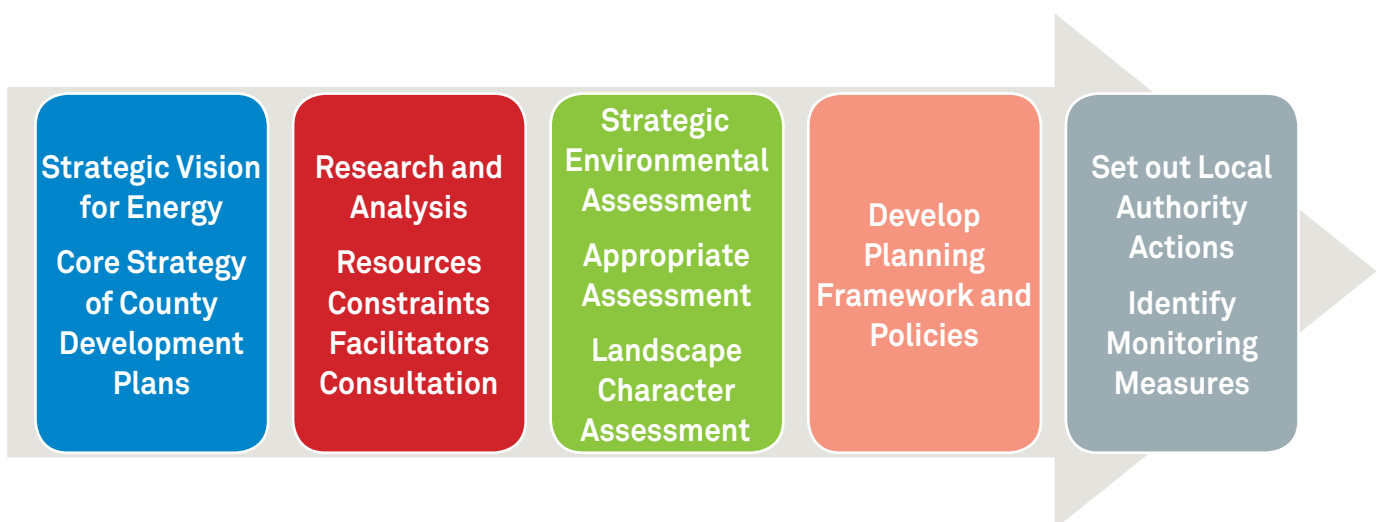 Strategic Vision
for Energy
Core Strategy
of County
Development
Plans
Research and
Analysis
Resources
Constraints
Facilitators
Consultation
Strategic
Environmental
Assessment
Appropriate
Assessment
Landscape
Character
Assessment
Develop
Planning
Framework and
Policies
Set out Local
Authority
Actions
Identify
Monitoring
Measures